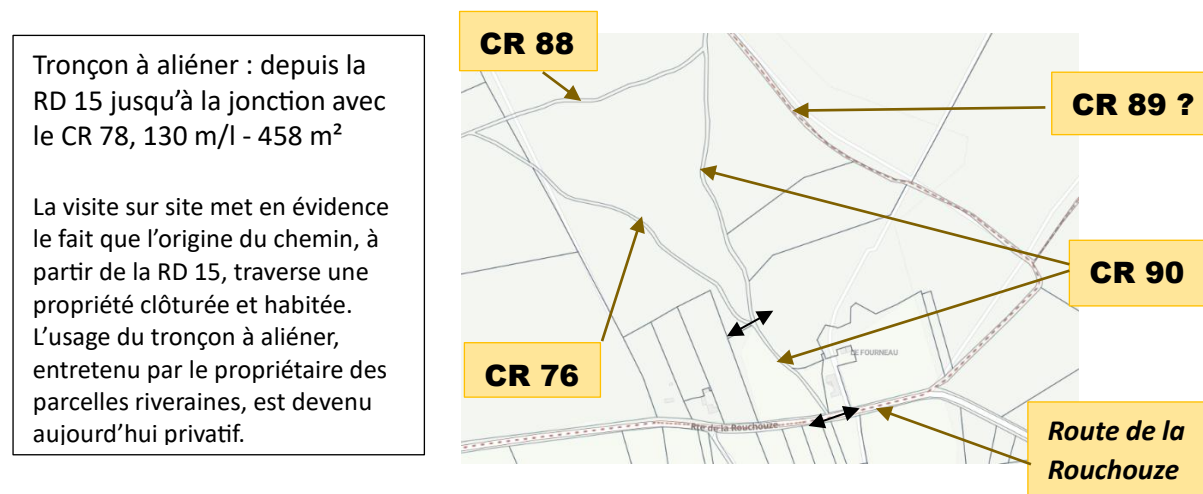 Tronçon à aliéner : depuis la
RD 15 jusqu’à la jonction avec
le CR 78, 130 m/l - 458 m²
La visite sur site met en évidence
le fait que l’origine du chemin, à
partir de la RD 15, traverse une
propriété clôturée et habitée.
L’usage du tronçon à aliéner,
entretenu par le propriétaire des
parcelles riveraines, est devenu
aujourd’hui privatif.
CR 88
CR 89 ?
CR 90
CR 76
LE FOURNEAU
Rte de la Rouchouze
Route de la
Rouchouze